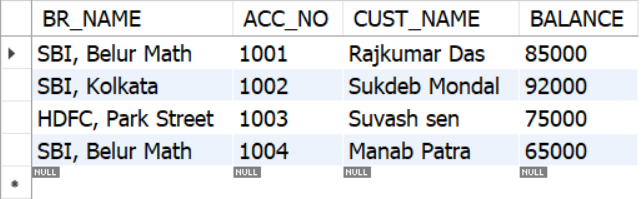 BR_NAME ACC_NO CUST_NAME BALANCE
SBI, Belur Math 1001 Rajkumar Das 85000
SBI, Kolkata 1002 Sukdeb Mondal 92000
HDFC, Park Street 1003 Suvash sen 75000
SBI, Belur Math 1004 Manab Patra 65000
NULL NULL NULL NULL